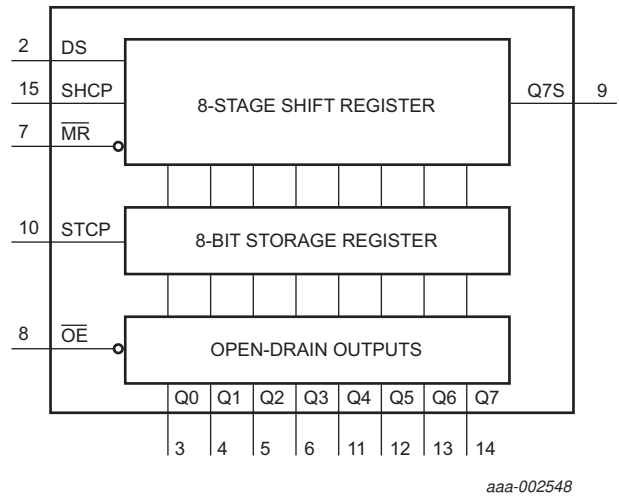 2 DS
15 SHCP
7 M̅R̅
8-STAGE SHIFT REGISTER
Q7S 9
10 STCP
8-BIT STORAGE REGISTER
8 O̅E̅
OPEN-DRAIN OUTPUTS
Q0 Q1 Q2 Q3 Q4 Q5 Q6 Q7
3 4 5 6 11 12 13 14
aaa-002548